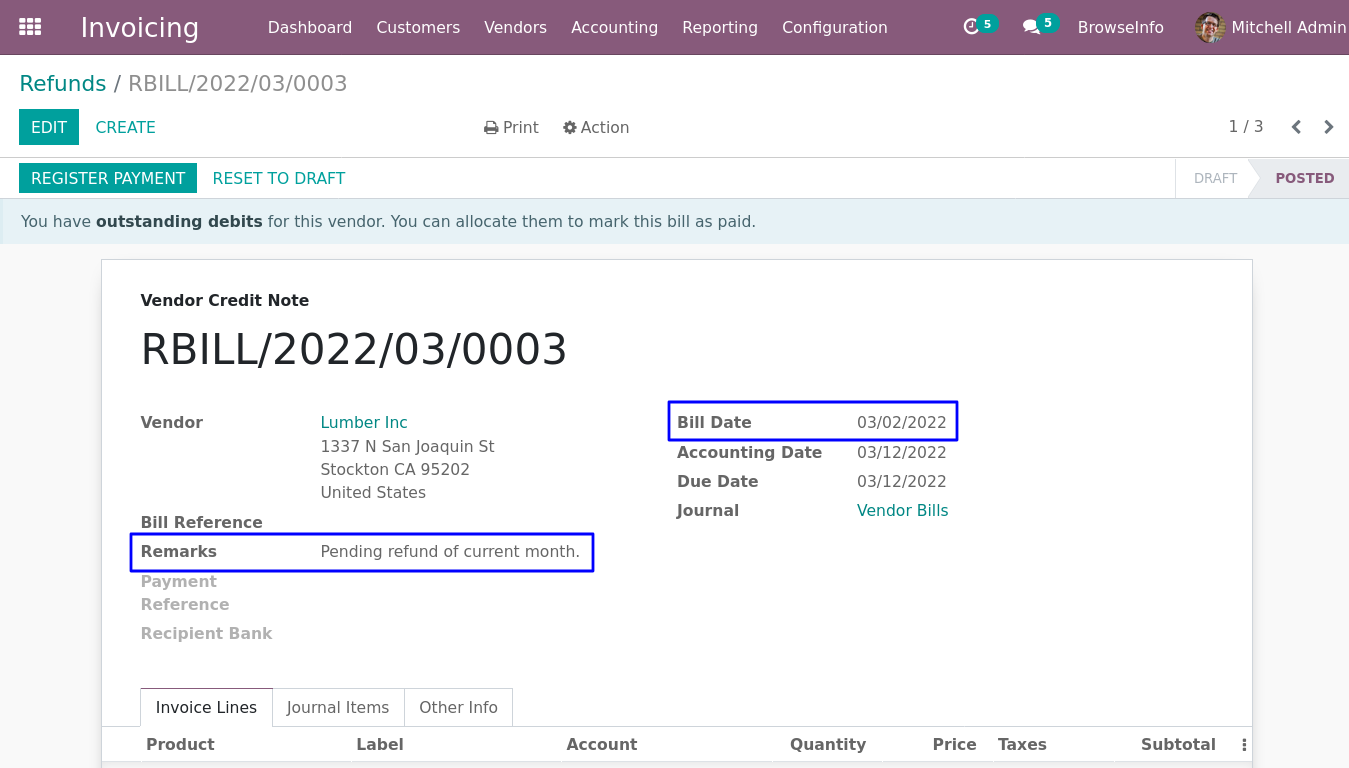 Invoicing Dashboard Customers Vendors Accounting Reporting Configuration 5 5 BrowseInfo Mitchell Admin
Refunds / RBILL/2022/03/0003
EDIT CREATE Print Action 1 / 3
REGISTER PAYMENT RESET TO DRAFT DRAFT POSTED
You have outstanding debits for this vendor. You can allocate them to mark this bill as paid.
Vendor Credit Note
RBILL/2022/03/0003
Vendor Lumber Inc
1337 N San Joaquin St
Stockton CA 95202
United States
Bill Reference
Remarks Pending refund of current month.
Payment
Reference
Recipient Bank
Bill Date 03/02/2022
Accounting Date 03/12/2022
Due Date 03/12/2022
Journal Vendor Bills
Invoice Lines Journal Items Other Info
Product Label Account Quantity Price Taxes Subtotal